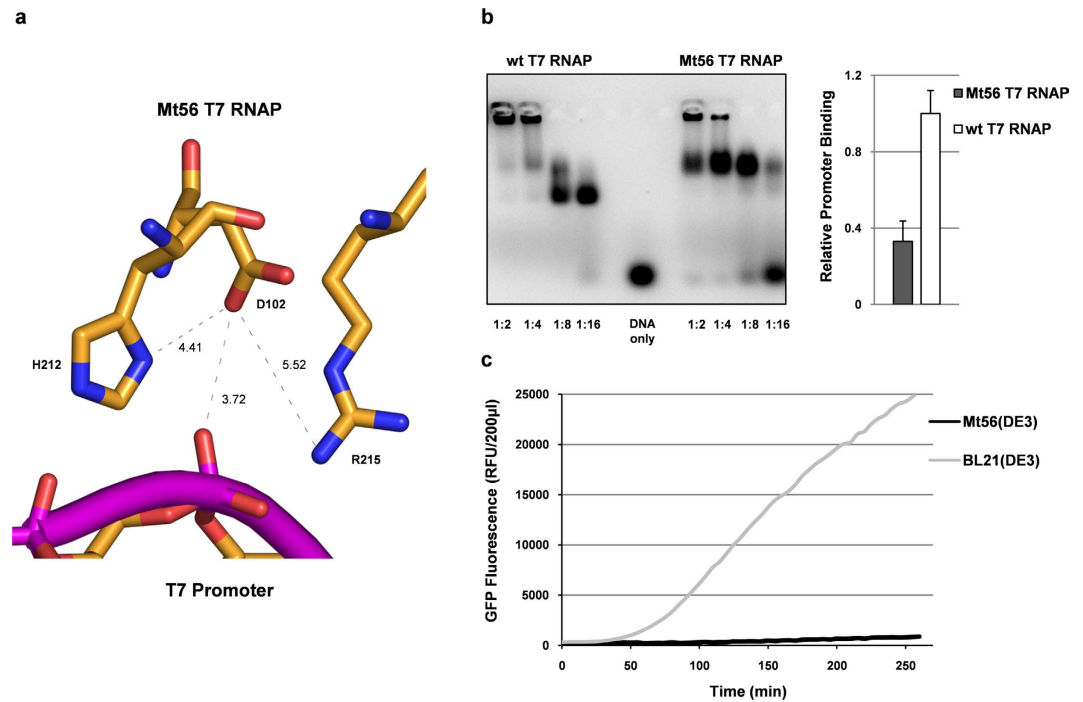 a
Mt56 T7 RNAP
D102
H212
4.41
5.52
3.72
R215
T7 Promoter
b
wt T7 RNAP
Mt56 T7 RNAP
1:2 1:4 1:8 1:16 DNA only 1:2 1:4 1:8 1:16
Relative Promoter Binding
1.2
0.8
0.4
0
Mt56 T7 RNAP
wt T7 RNAP
c
GFP Fluorescence (RFU/200µl)
25000
20000
15000
10000
5000
0
0 50 100 150 200 250
Time (min)
Mt56(DE3)
BL21(DE3)